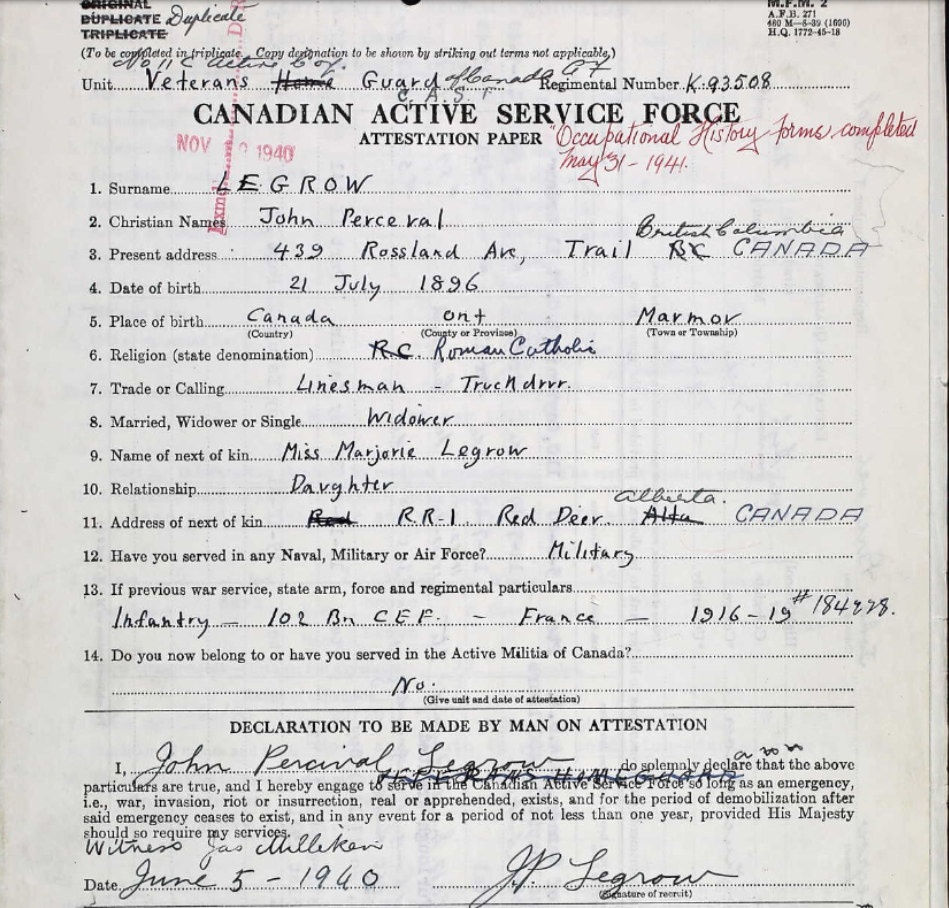 ORIGINAL
DUPLICATE Duplicate
TRIPLICATE
M.F.M. 2
A.F.B. 271
H.Q. 1772-45-18
(To be completed in triplicate. Copy designation to be shown by striking out terms not applicable.)
No 11 C Active Coy.
Unit Veterans Home Guard of Canada Regimental Number K-93508
C.A.S.F
CANADIAN ACTIVE SERVICE FORCE
ATTESTATION PAPER "Occupational History forms completed
May 31-1941.
NOV 1940
1. Surname LEGROW
2. Christian Names John Perceval
British Columbia
3. Present address 439 Rossland Ave, Trail BC CANADA
4. Date of birth 21 July 1896
5. Place of birth Canada ont Marmor
(Country) (County or Province) (Town or Township)
6. Religion (state denomination) R.C. Roman Catholic
7. Trade or Calling Linesman - Truck drvr.
8. Married, Widower or Single Widower
9. Name of next of kin Miss Marjorie Legrow
10. Relationship Daughter
Alberta.
11. Address of next of kin Red R.R-1. Red Deer. Alta CANADA
12. Have you served in any Naval, Military or Air Force? Military
13. If previous war service, state arm, force and regimental particulars
Infantry - 102 Bn C.E.F. - France - 1916-19
14. Do you now belong to or have you served in the Active Militia of Canada?
No.
(Give unit and date of attestation)
DECLARATION TO BE MADE BY MAN ON ATTESTATION
I, John Percival Legrow do solemnly declare that the above
VETERANS HOME GUARD
particulars are true, and I hereby engage to serve in the Canadian Active Service Force so long as an emergency,
i.e., war, invasion, riot or insurrection, real or apprehended, exists, and for the period of demobilization after
said emergency ceases to exist, and in any event for a period of not less than one year, provided His Majesty
should so require my services.
Witness Jas Milliken
Date June 5-1940 J.P. Legrow
(Signature of recruit)